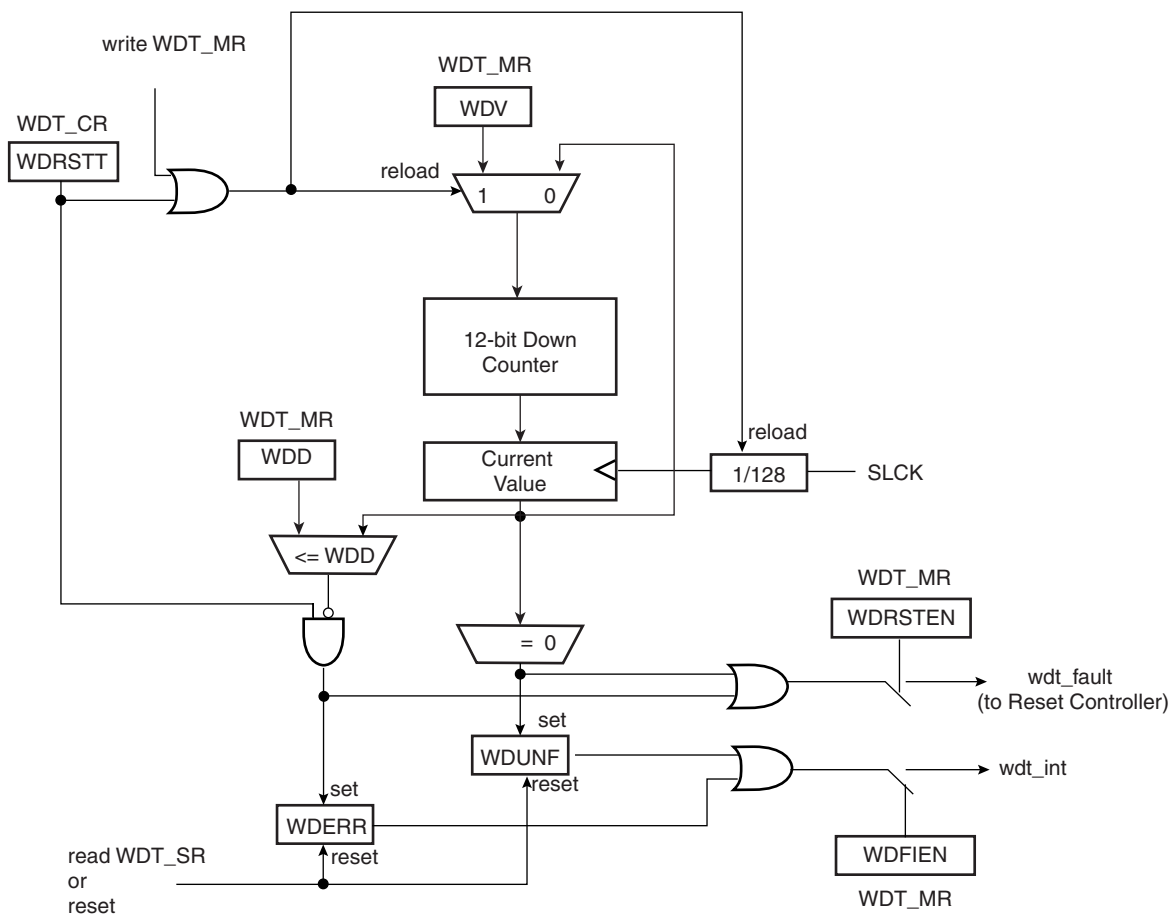 write WDT_MR
WDT_MR
WDV
WDT_CR
WDRSTT
reload
1 0
12-bit Down
Counter
WDT_MR
WDD
reload
Current
Value
1/128
SLCK
<= WDD
WDT_MR
WDRSTEN
= 0
wdt_fault
(to Reset Controller)
set
WDUNF
reset
wdt_int
set
WDERR
reset
WDFIEN
WDT_MR
read WDT_SR
or
reset